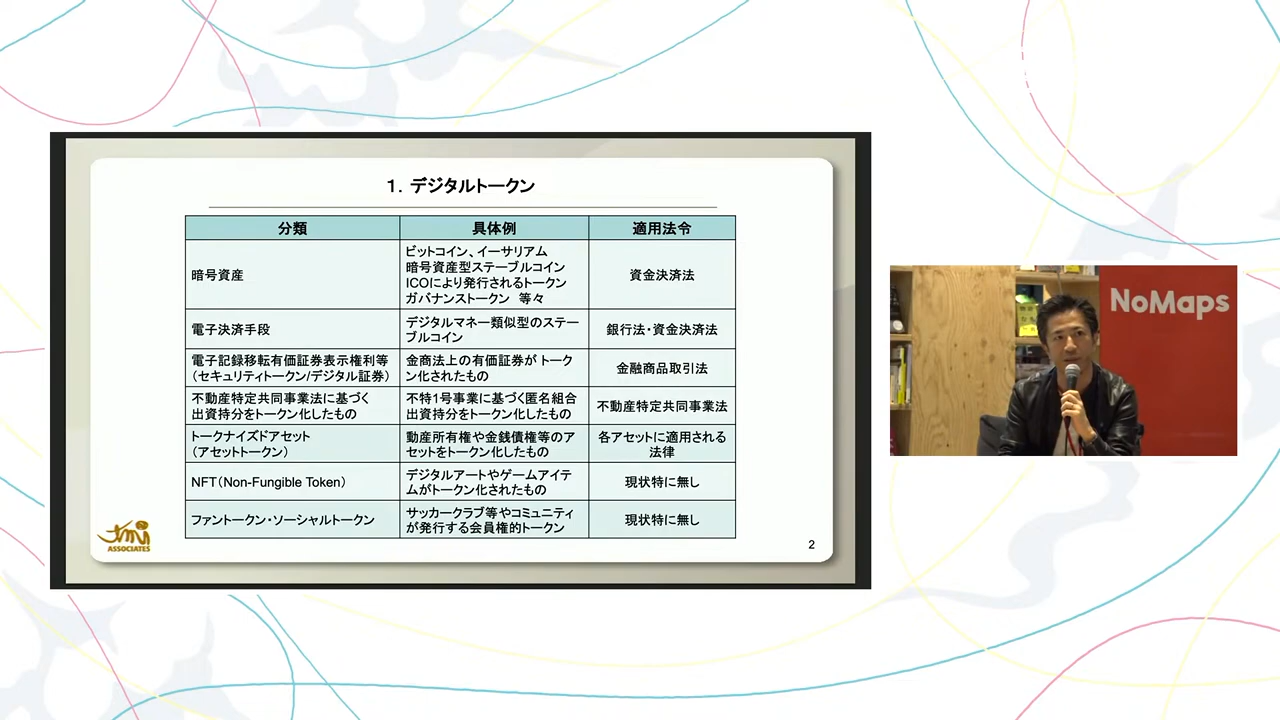 1. デジタルトークン
分類
具体例
適用法令
暗号資産
ビットコイン、イーサリアム
暗号資産型ステーブルコイン
ICOにより発行されるトークン
ガバナンストークン 等々
資金決済法
電子決済手段
デジタルマネー類似型のステー
ブルコイン
銀行法・資金決済法
電子記録移転有価証券表示権利等
（セキュリティトークン/デジタル証券）
金商法上の有価証券がトーク
ン化されたもの
金融商品取引法
不動産特定共同事業法に基づく
出資持分をトークン化したもの
不特1号事業に基づく匿名組合
出資持分をトークン化したもの
不動産特定共同事業法
トークナイズドアセット
（アセットトークン）
動産所有権や金銭債権等のア
セットをトークン化したもの
各アセットに適用される
法律
NFT（Non-Fungible Token）
デジタルアートやゲームアイテ
ムがトークン化されたもの
現状特に無し
ファントークン・ソーシャルトークン
サッカークラブ等やコミュニティ
が発行する会員権的トークン
現状特に無し
tmi
ASSOCIATES
2
NoMaps